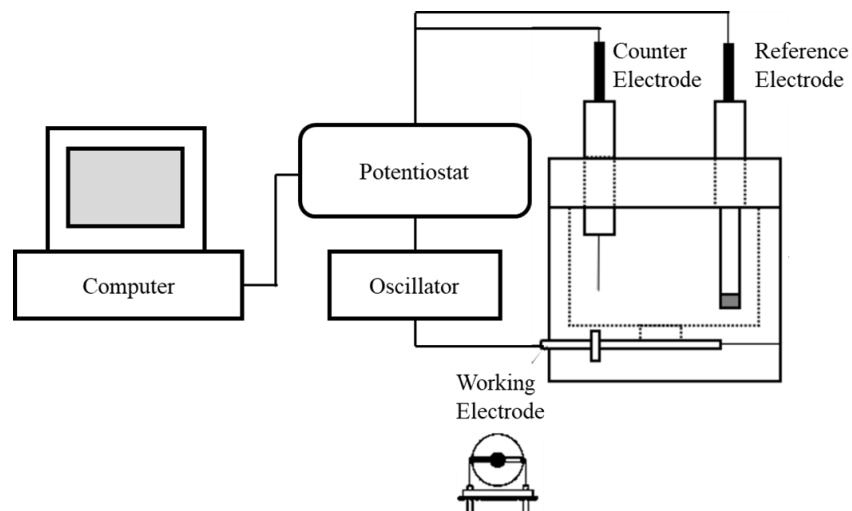 Counter
Electrode
Reference
Electrode
Potentiostat
Computer
Oscillator
Working
Electrode